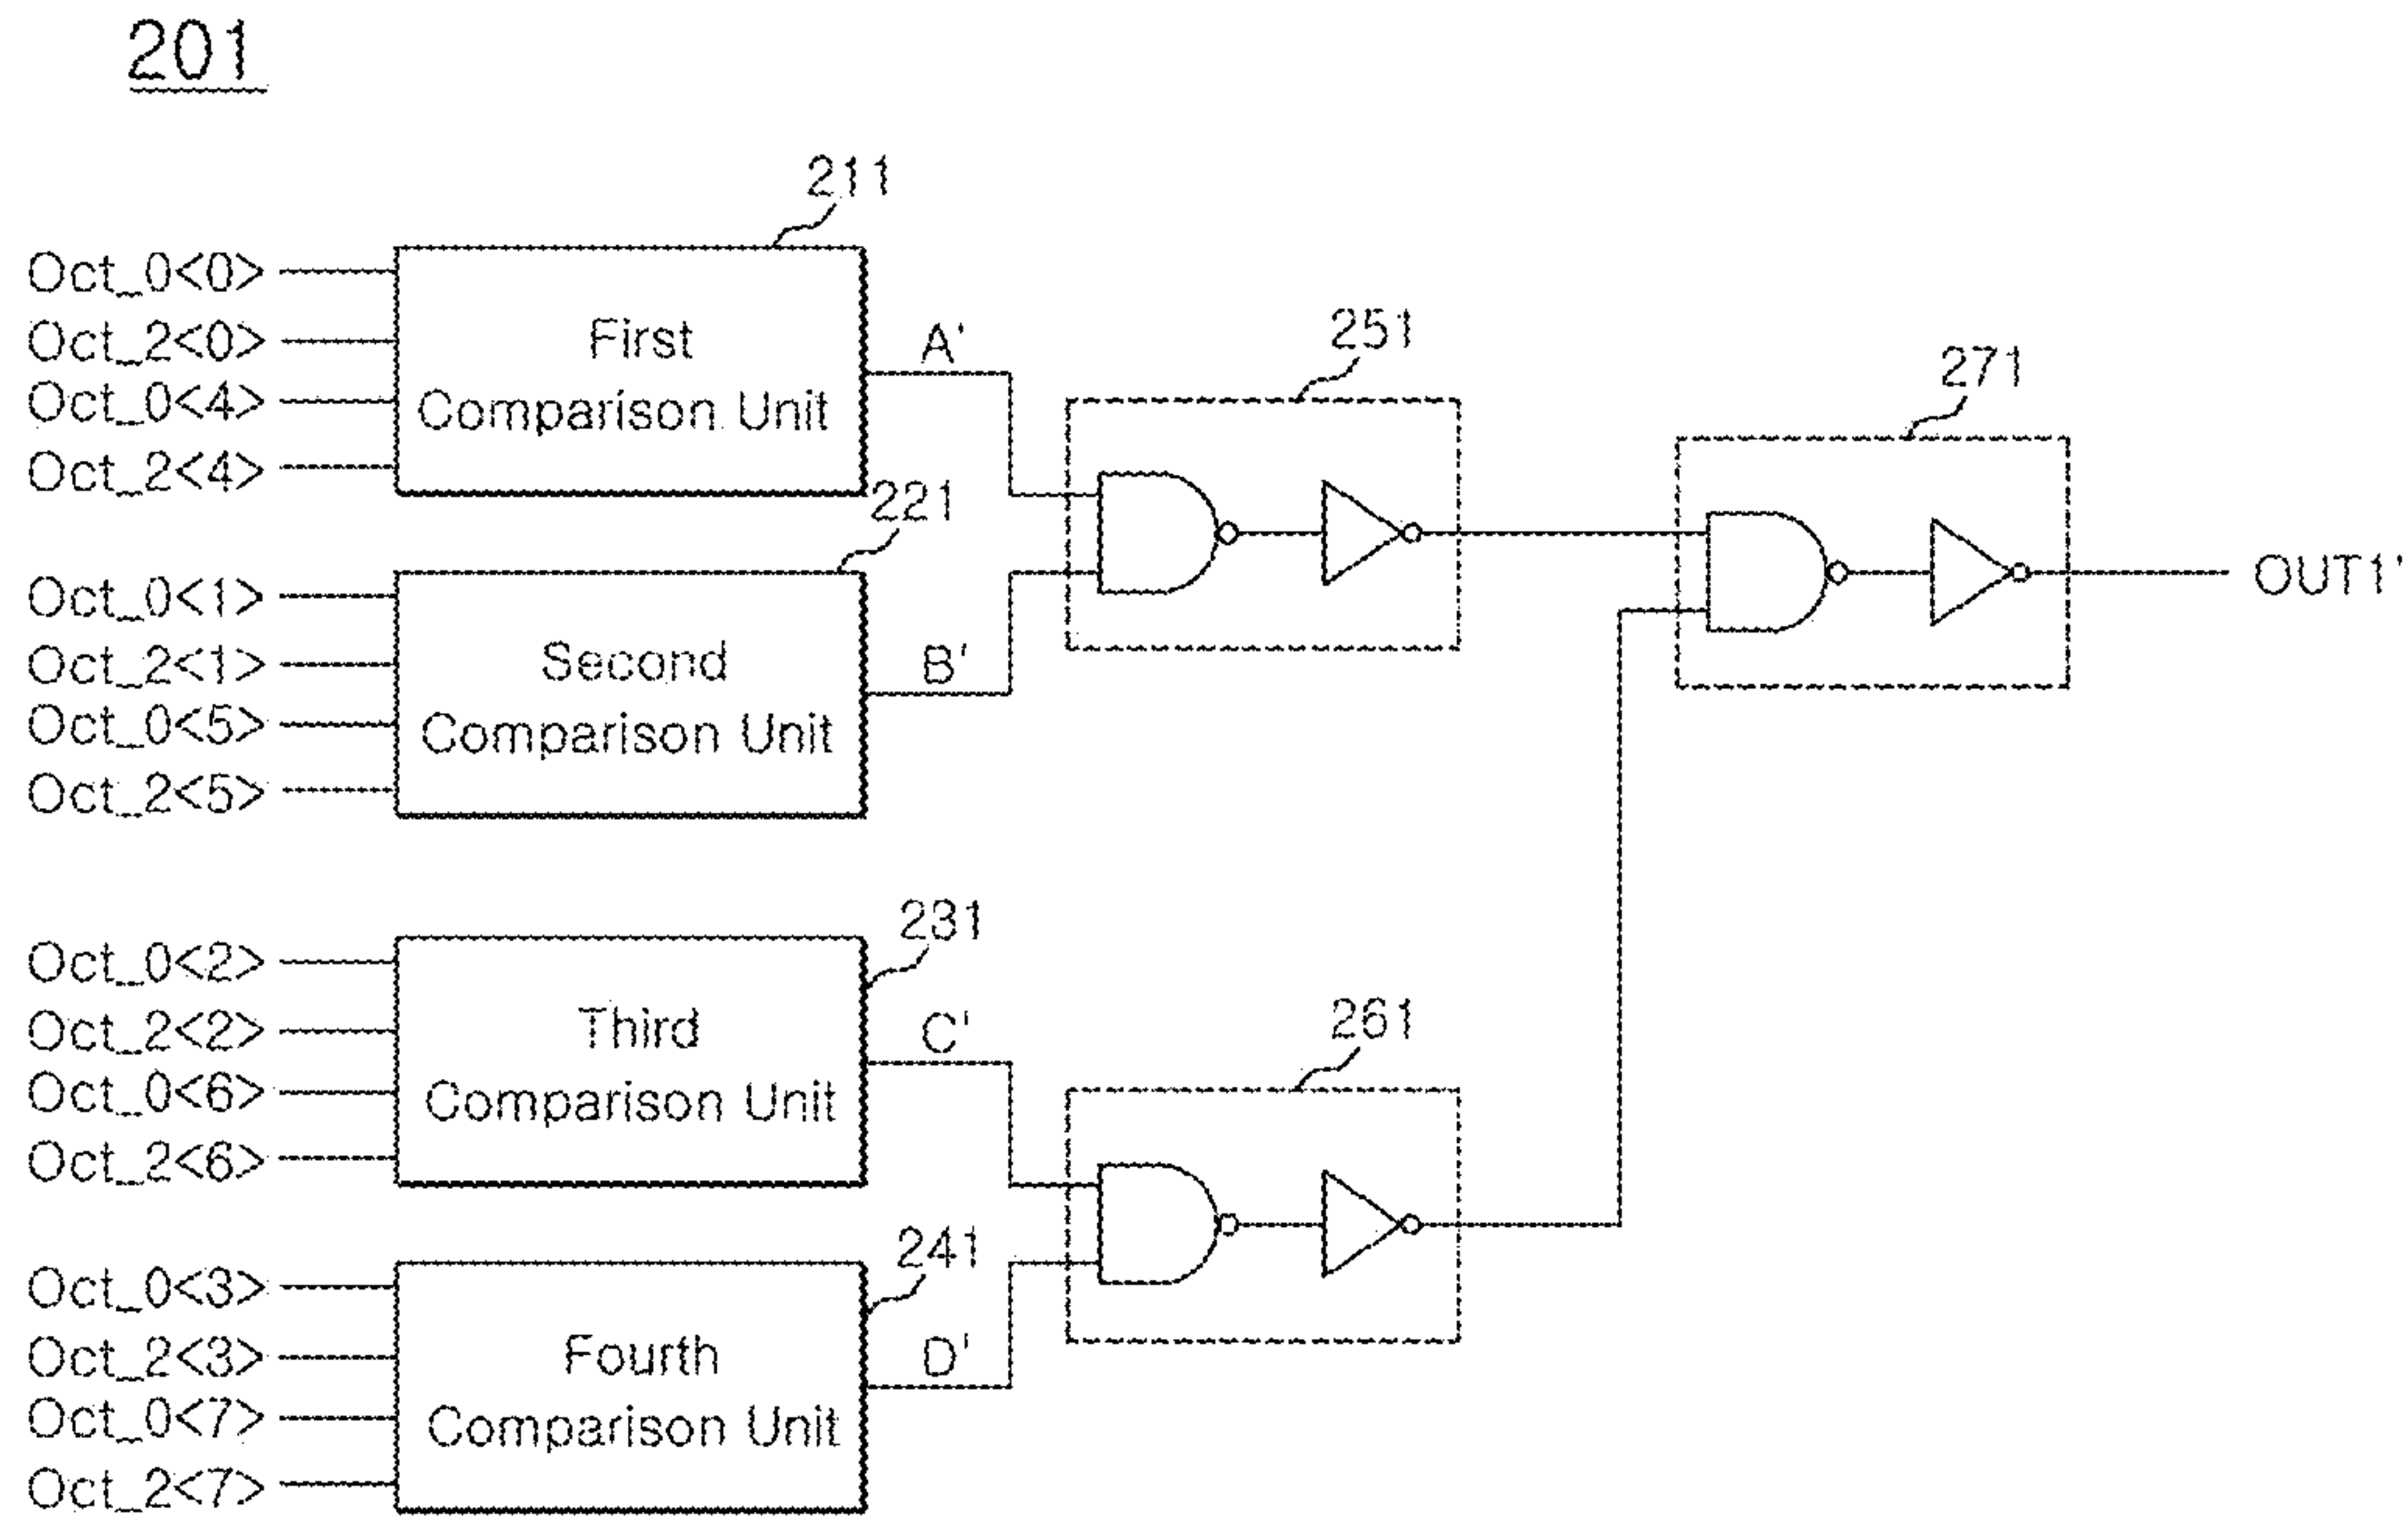 201
211
Oct_0<0>
Oct_2<0>
Oct_0<4>
Oct_2<4>
First
Comparison Unit
A'
251
271
221
Oct_0<1>
Oct_2<1>
Oct_0<5>
Oct_2<5>
Second
Comparison Unit
B'
OUT1'
231
Oct_0<2>
Oct_2<2>
Oct_0<6>
Oct_2<6>
Third
Comparison Unit
C'
261
241
Oct_0<3>
Oct_2<3>
Oct_0<7>
Oct_2<7>
Fourth
Comparison Unit
D'